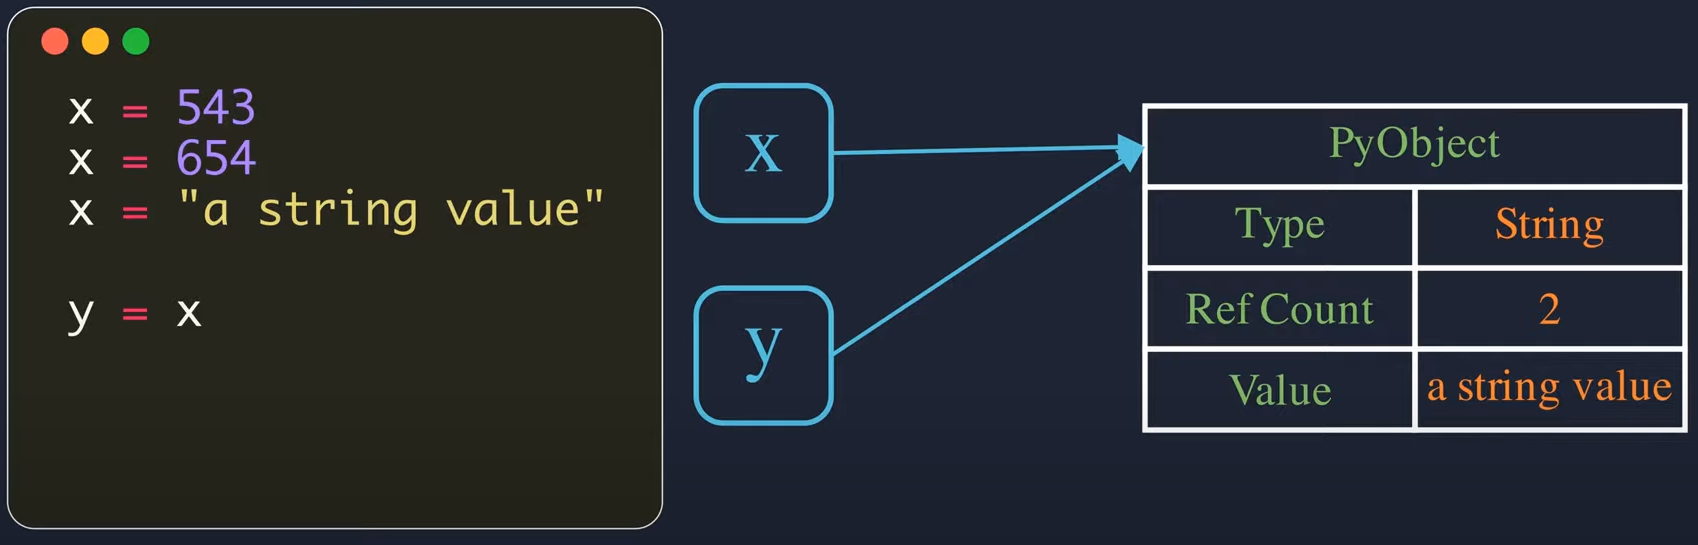 x = 543
x = 654
x = "a string value"
y = x
x
y
PyObject
Type String
Ref Count 2
Value a string value